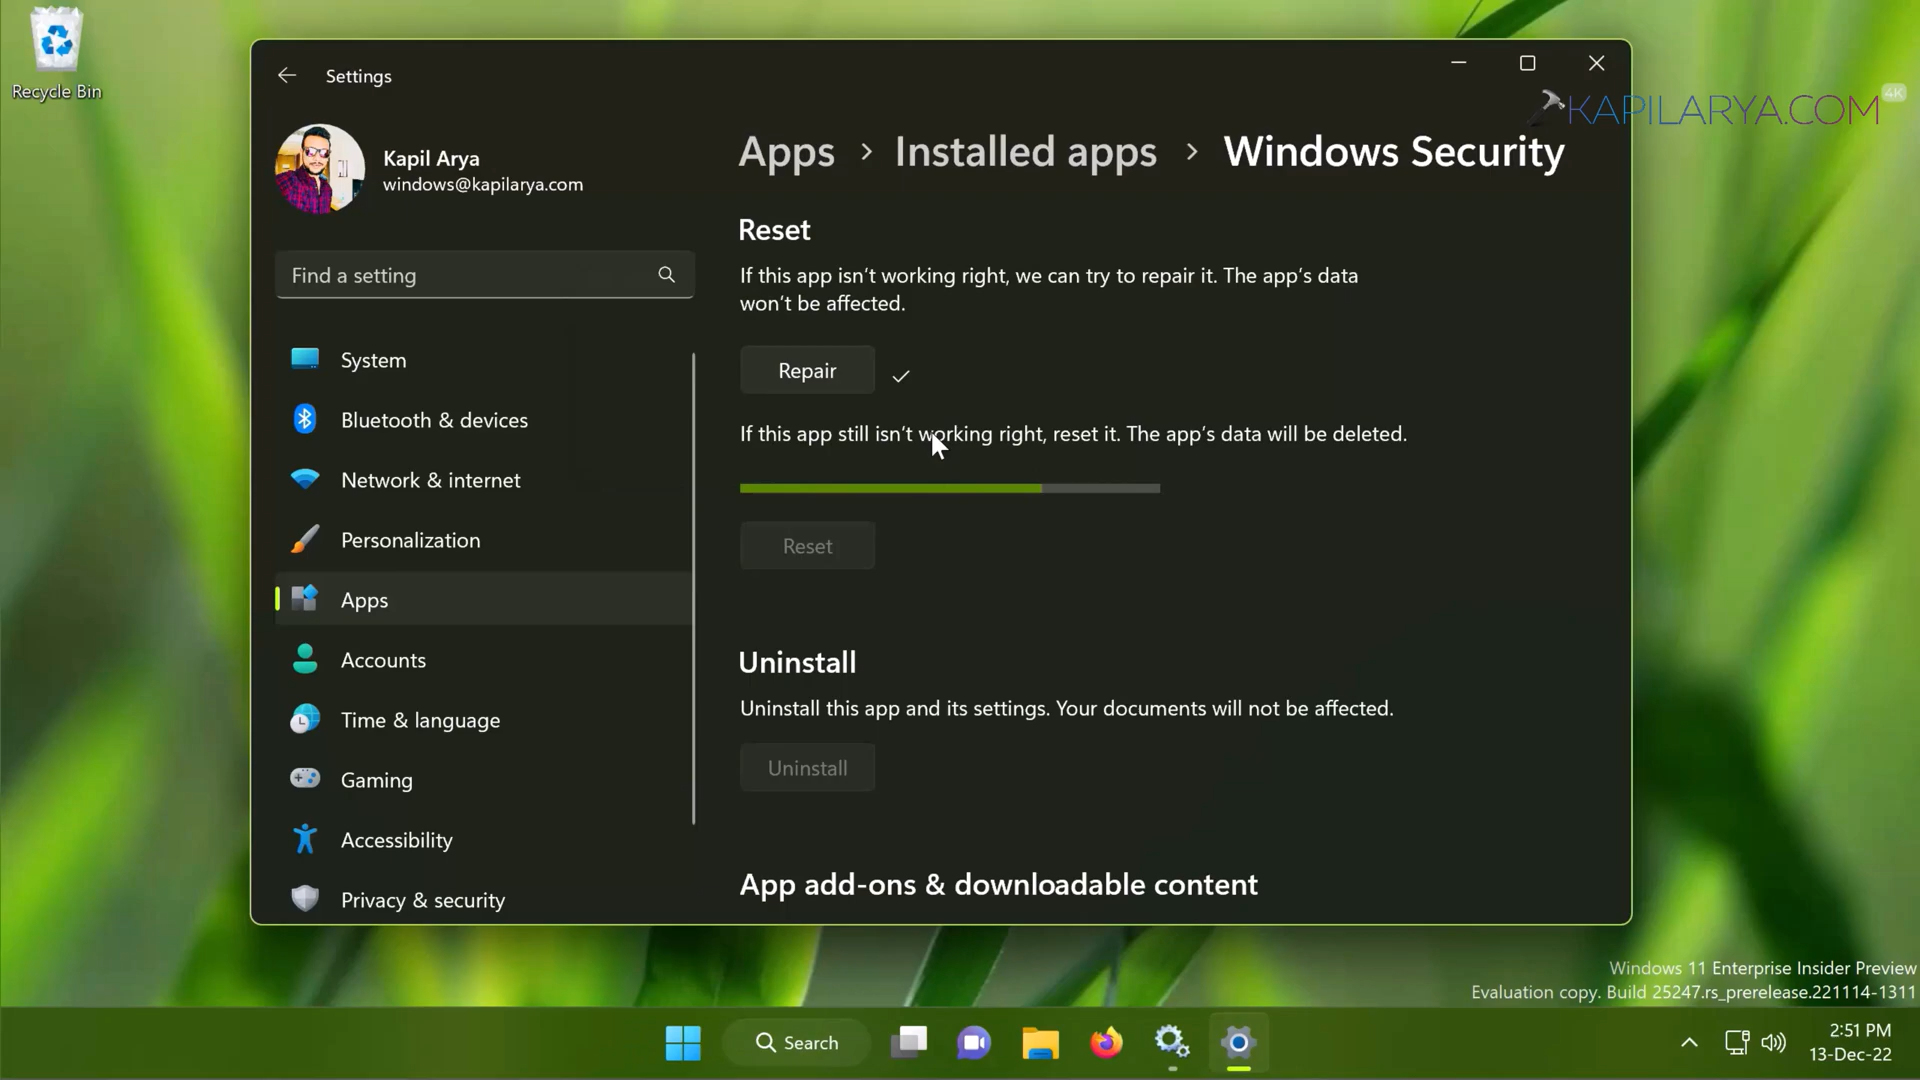 Recycle Bin
Settings
KAPILARYA.COM
4K
Kapil Arya
windows@kapilarya.com
Find a setting
System
Bluetooth & devices
Network & internet
Personalization
Apps
Accounts
Time & language
Gaming
Accessibility
Privacy & security
Apps > Installed apps > Windows Security
Reset
If this app isn't working right, we can try to repair it. The app's data
won't be affected.
Repair
If this app still isn't working right, reset it. The app's data will be deleted.
Reset
Uninstall
Uninstall this app and its settings. Your documents will not be affected.
Uninstall
App add-ons & downloadable content
Windows 11 Enterprise Insider Preview
Evaluation copy. Build 25247.rs_prerelease.221114-1311
Search
2:51 PM
13-Dec-22